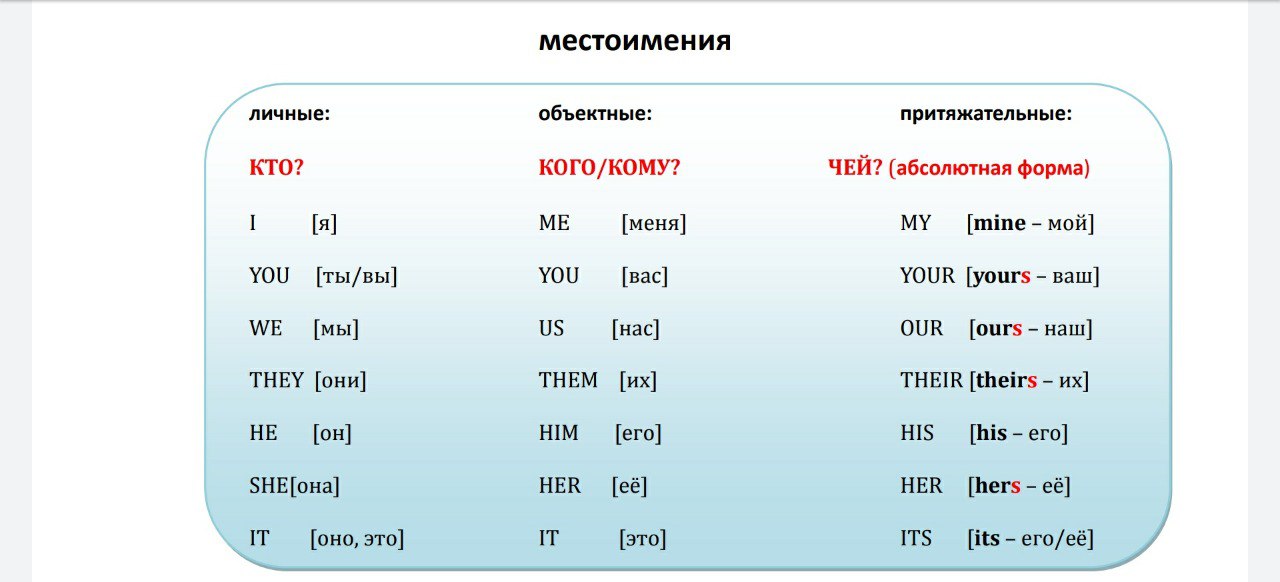 местоимения
личные: объектные: притяжательные:
КТО? КОГО/КОМУ? ЧЕЙ? (абсолютная форма)
I [я] ME [меня] MY [mine – мой]
YOU [ты/вы] YOU [вас] YOUR [yours – ваш]
WE [мы] US [нас] OUR [ours – наш]
THEY [они] THEM [их] THEIR [theirs – их]
HE [он] HIM [его] HIS [his – его]
SHE[она] HER [её] HER [hers – её]
IT [оно, это] IT [это] ITS [its – его/её]